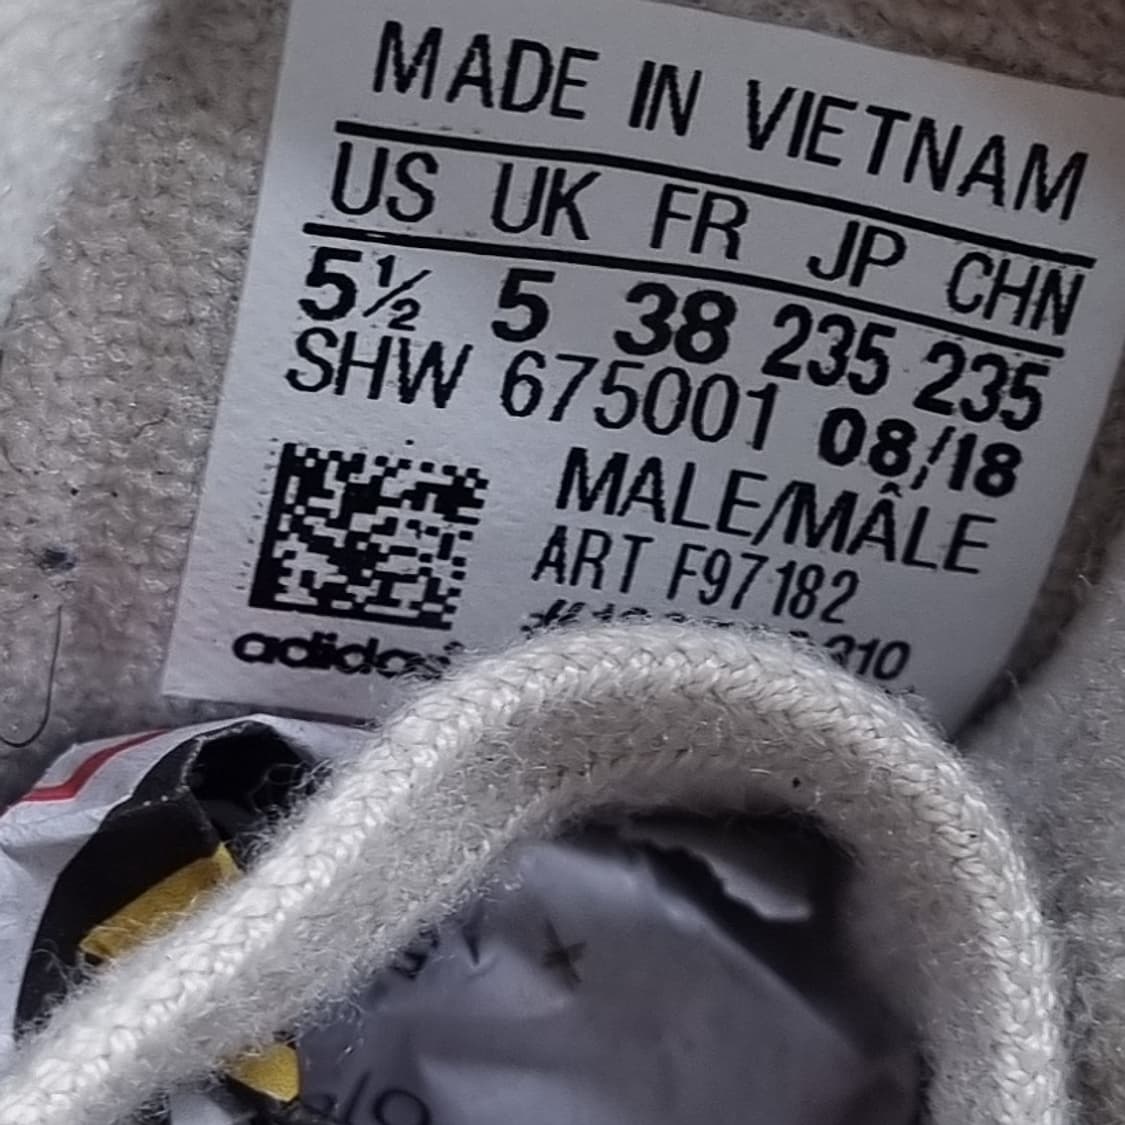 MADE IN VIETNAM
US UK FR JP CHN
5½ 5 38 235 235
SHW 675001 08/18
MALE/MÂLE
ART F97182
adidas